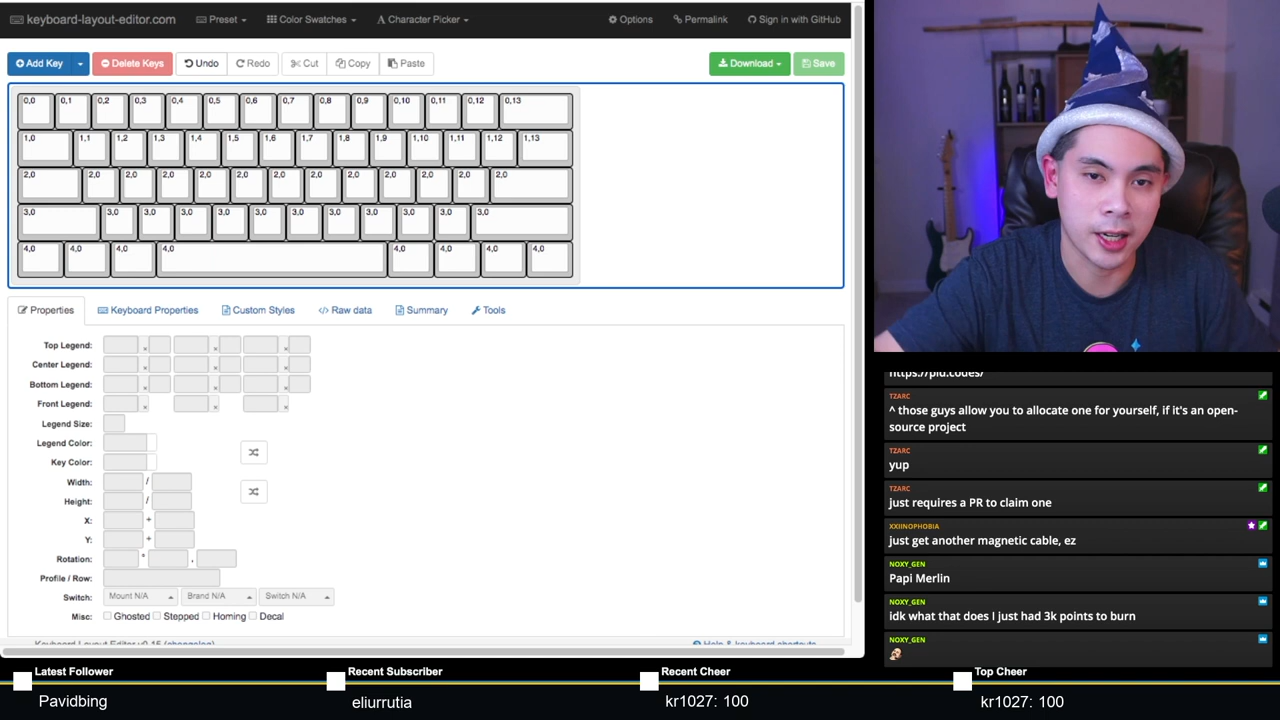 keyboard-layout-editor.com Preset Color Swatches Character Picker Options Permalink Sign in with GitHub
Add Key Delete Keys Undo Redo Cut Copy Paste Download Save
0,0 0,1 0,2 0,3 0,4 0,5 0,6 0,7 0,8 0,9 0,10 0,11 0,12 0,13
1,0 1,1 1,2 1,3 1,4 1,5 1,6 1,7 1,8 1,9 1,10 1,11 1,12 1,13
2,0 2,0 2,0 2,0 2,0 2,0 2,0 2,0 2,0 2,0 2,0 2,0 2,0
3,0 3,0 3,0 3,0 3,0 3,0 3,0 3,0 3,0 3,0 3,0 3,0
4,0 4,0 4,0 4,0 4,0 4,0 4,0 4,0
Properties Keyboard Properties Custom Styles Raw data Summary Tools
Top Legend:
Center Legend:
Bottom Legend:
Front Legend:
Legend Size:
Legend Color:
Key Color:
Width: /
Height: /
X: +
Y: +
Rotation: ° ,
Profile / Row:
Switch: Mount N/A Brand N/A Switch N/A
Misc: Ghosted Stepped Homing Decal
Keyboard Layout Editor v0.15 (changelog) Help & keyboard shortcuts
https://pid.codes/
TZARC
^ those guys allow you to allocate one for yourself, if it's an open-
source project
TZARC
yup
TZARC
just requires a PR to claim one
XXIINOPHOBIA
just get another magnetic cable, ez
NOXY_GEN
Papi Merlin
NOXY_GEN
idk what that does I just had 3k points to burn
NOXY_GEN
Latest Follower Recent Subscriber Recent Cheer Top Cheer
Pavidbing eliurrutia kr1027: 100 kr1027: 100